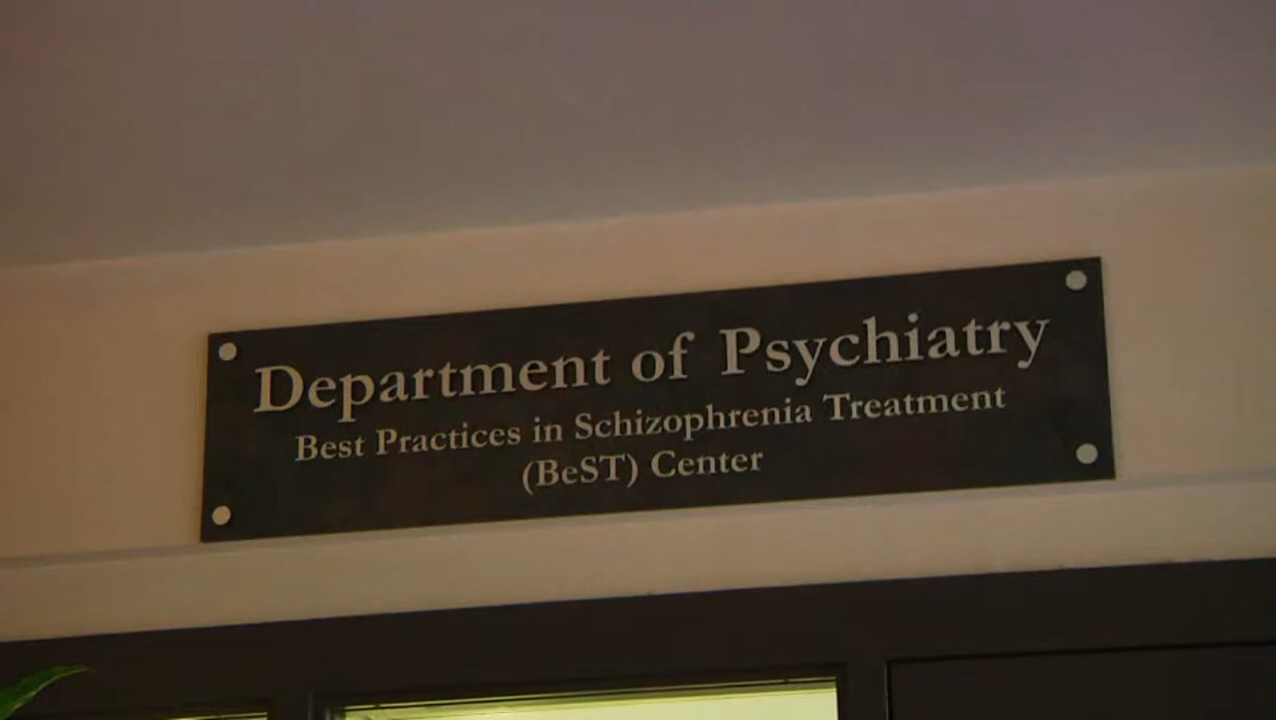 Department of Psychiatry
Best Practices in Schizophrenia Treatment
(BeST) Center